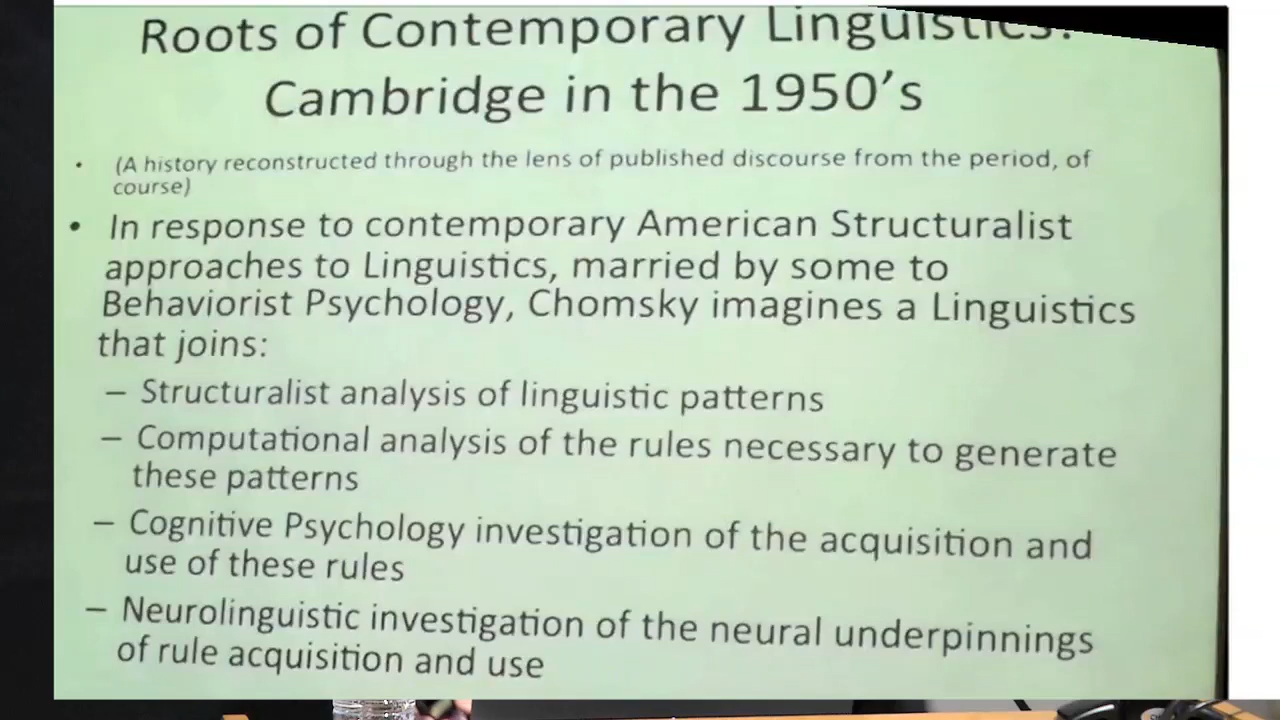 Roots of Contemporary Linguistics:
Cambridge in the 1950's
• (A history reconstructed through the lens of published discourse from the period, of
course)
• In response to contemporary American Structuralist
approaches to Linguistics, married by some to
Behaviorist Psychology, Chomsky imagines a Linguistics
that joins:
– Structuralist analysis of linguistic patterns
– Computational analysis of the rules necessary to generate
these patterns
– Cognitive Psychology investigation of the acquisition and
use of these rules
– Neurolinguistic investigation of the neural underpinnings
of rule acquisition and use